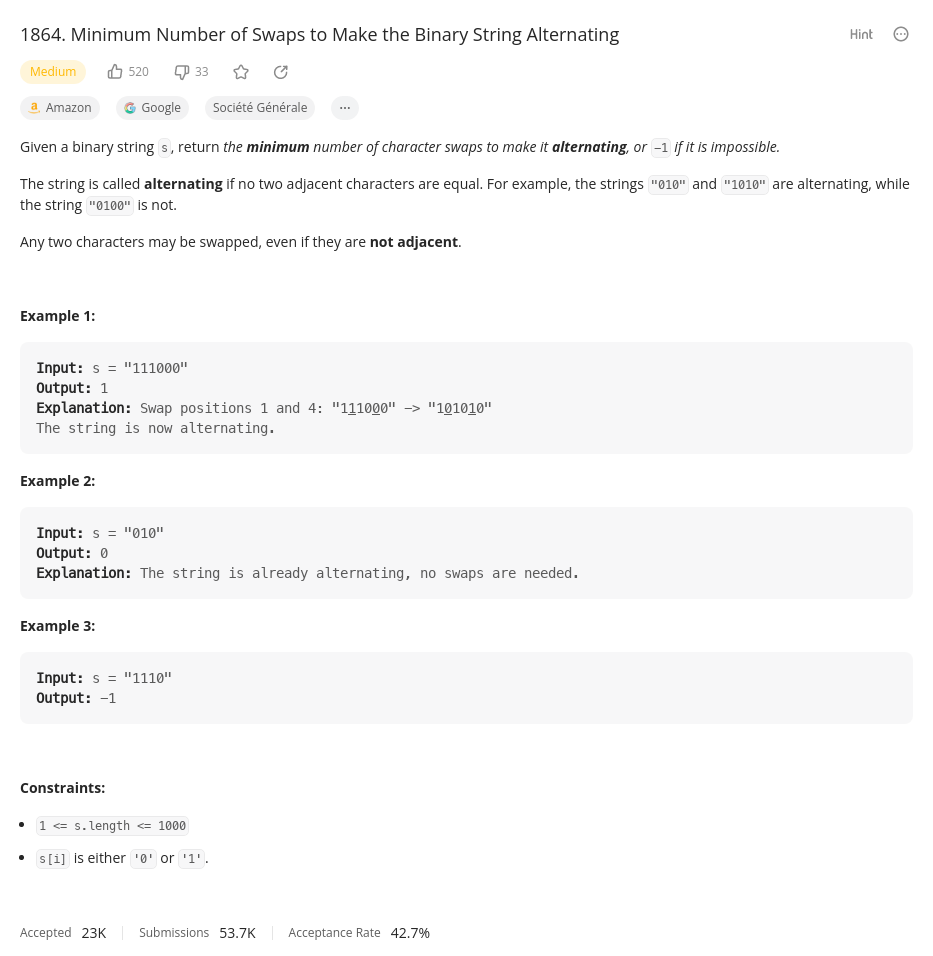 1864. Minimum Number of Swaps to Make the Binary String Alternating
Hint
Medium 520 33
Amazon Google Société Générale ...
Given a binary string s, return the minimum number of character swaps to make it alternating, or −1 if it is impossible.
The string is called alternating if no two adjacent characters are equal. For example, the strings "010" and "1010" are alternating, while
the string "0100" is not.
Any two characters may be swapped, even if they are not adjacent.
Example 1:
Input: s = "111000"
Output: 1
Explanation: Swap positions 1 and 4: "111000" −> "101010"
The string is now alternating.
Example 2:
Input: s = "010"
Output: 0
Explanation: The string is already alternating, no swaps are needed.
Example 3:
Input: s = "1110"
Output: −1
Constraints:
• 1 <= s.length <= 1000
• s[i] is either '0' or '1'.
Accepted 23K Submissions 53.7K Acceptance Rate 42.7%